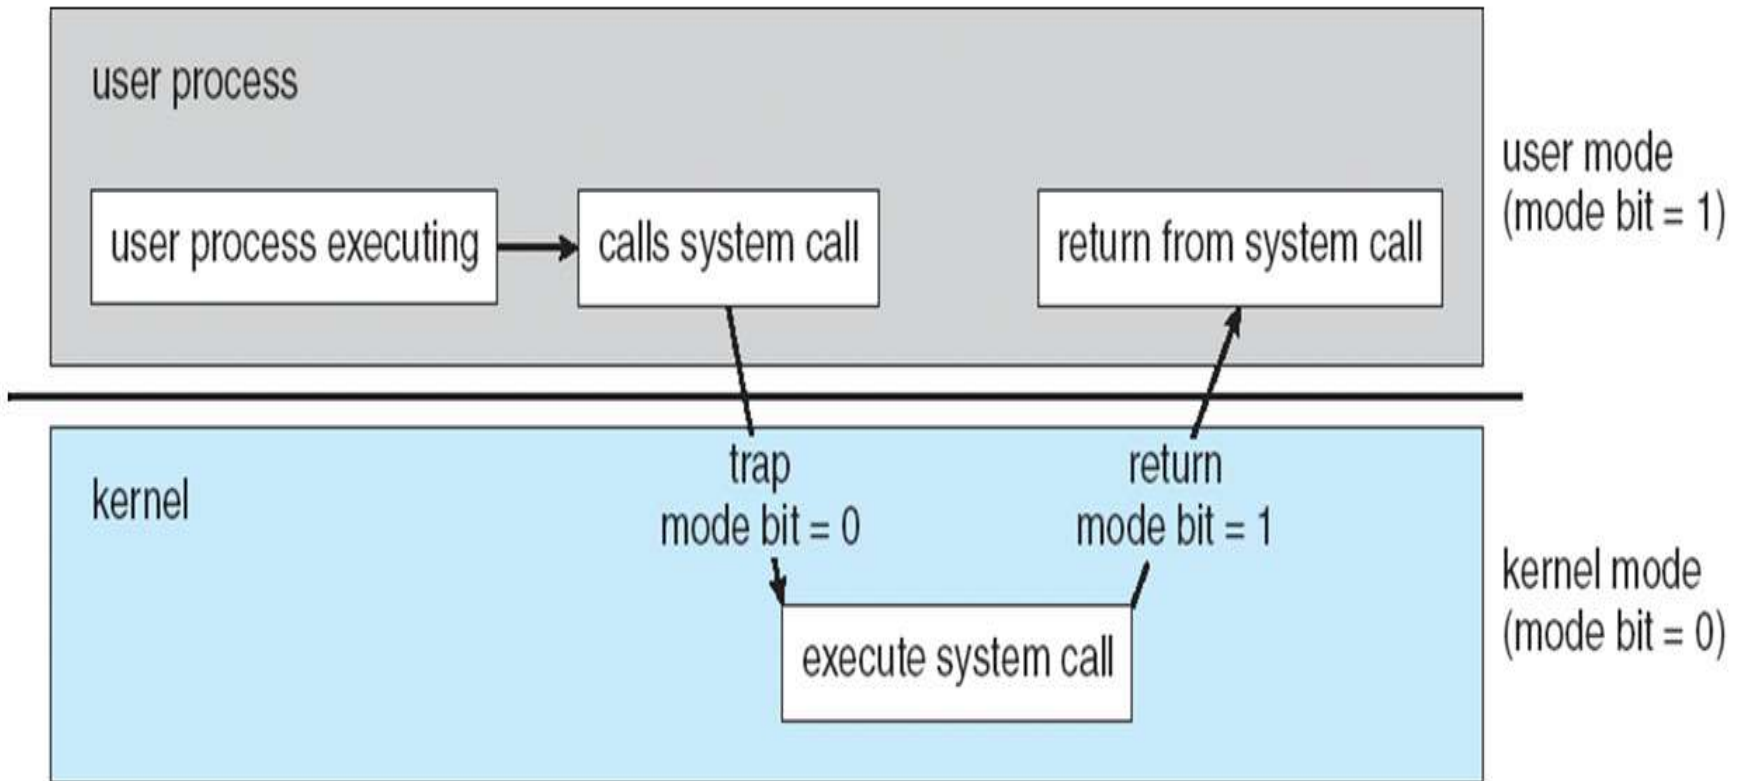 user process
user process executing
calls system call
return from system call
user mode
(mode bit = 1)
kernel
trap
mode bit = 0
return
mode bit = 1
execute system call
kernel mode
(mode bit = 0)